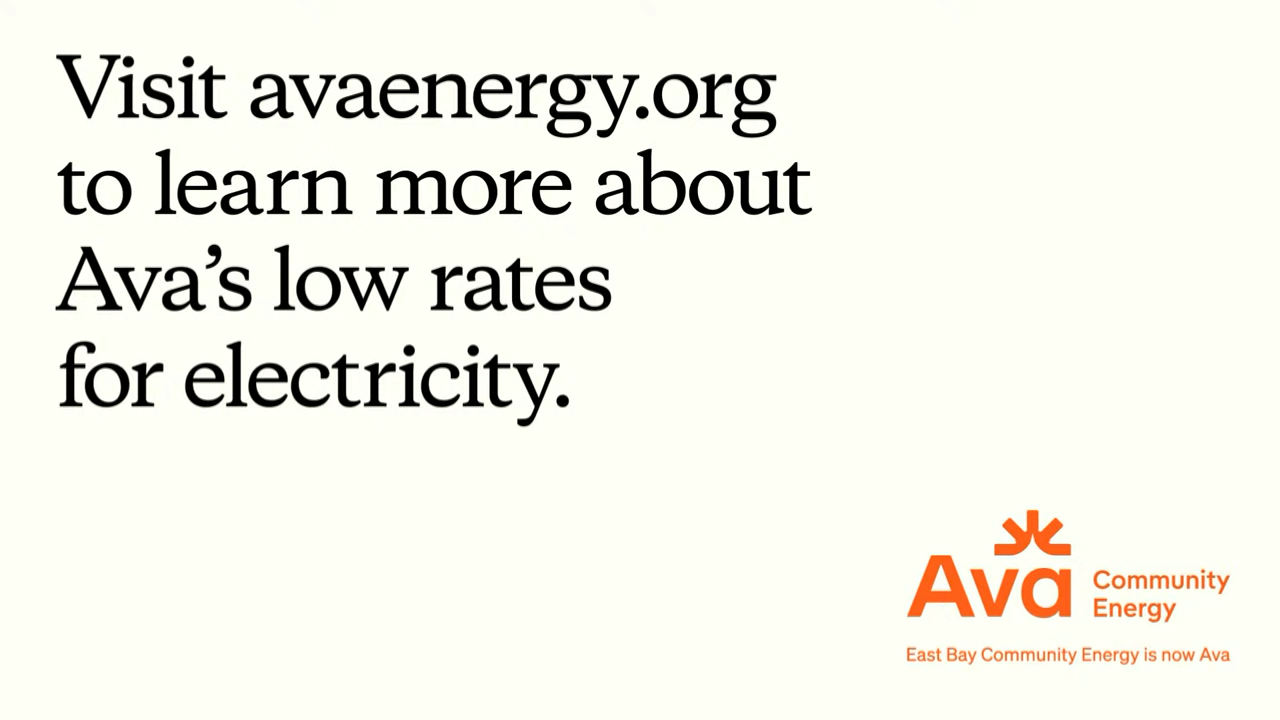 Visit avaenergy.org
to learn more about
Ava’s low rates
for electricity.
Ava
Community
Energy
East Bay Community Energy is now Ava